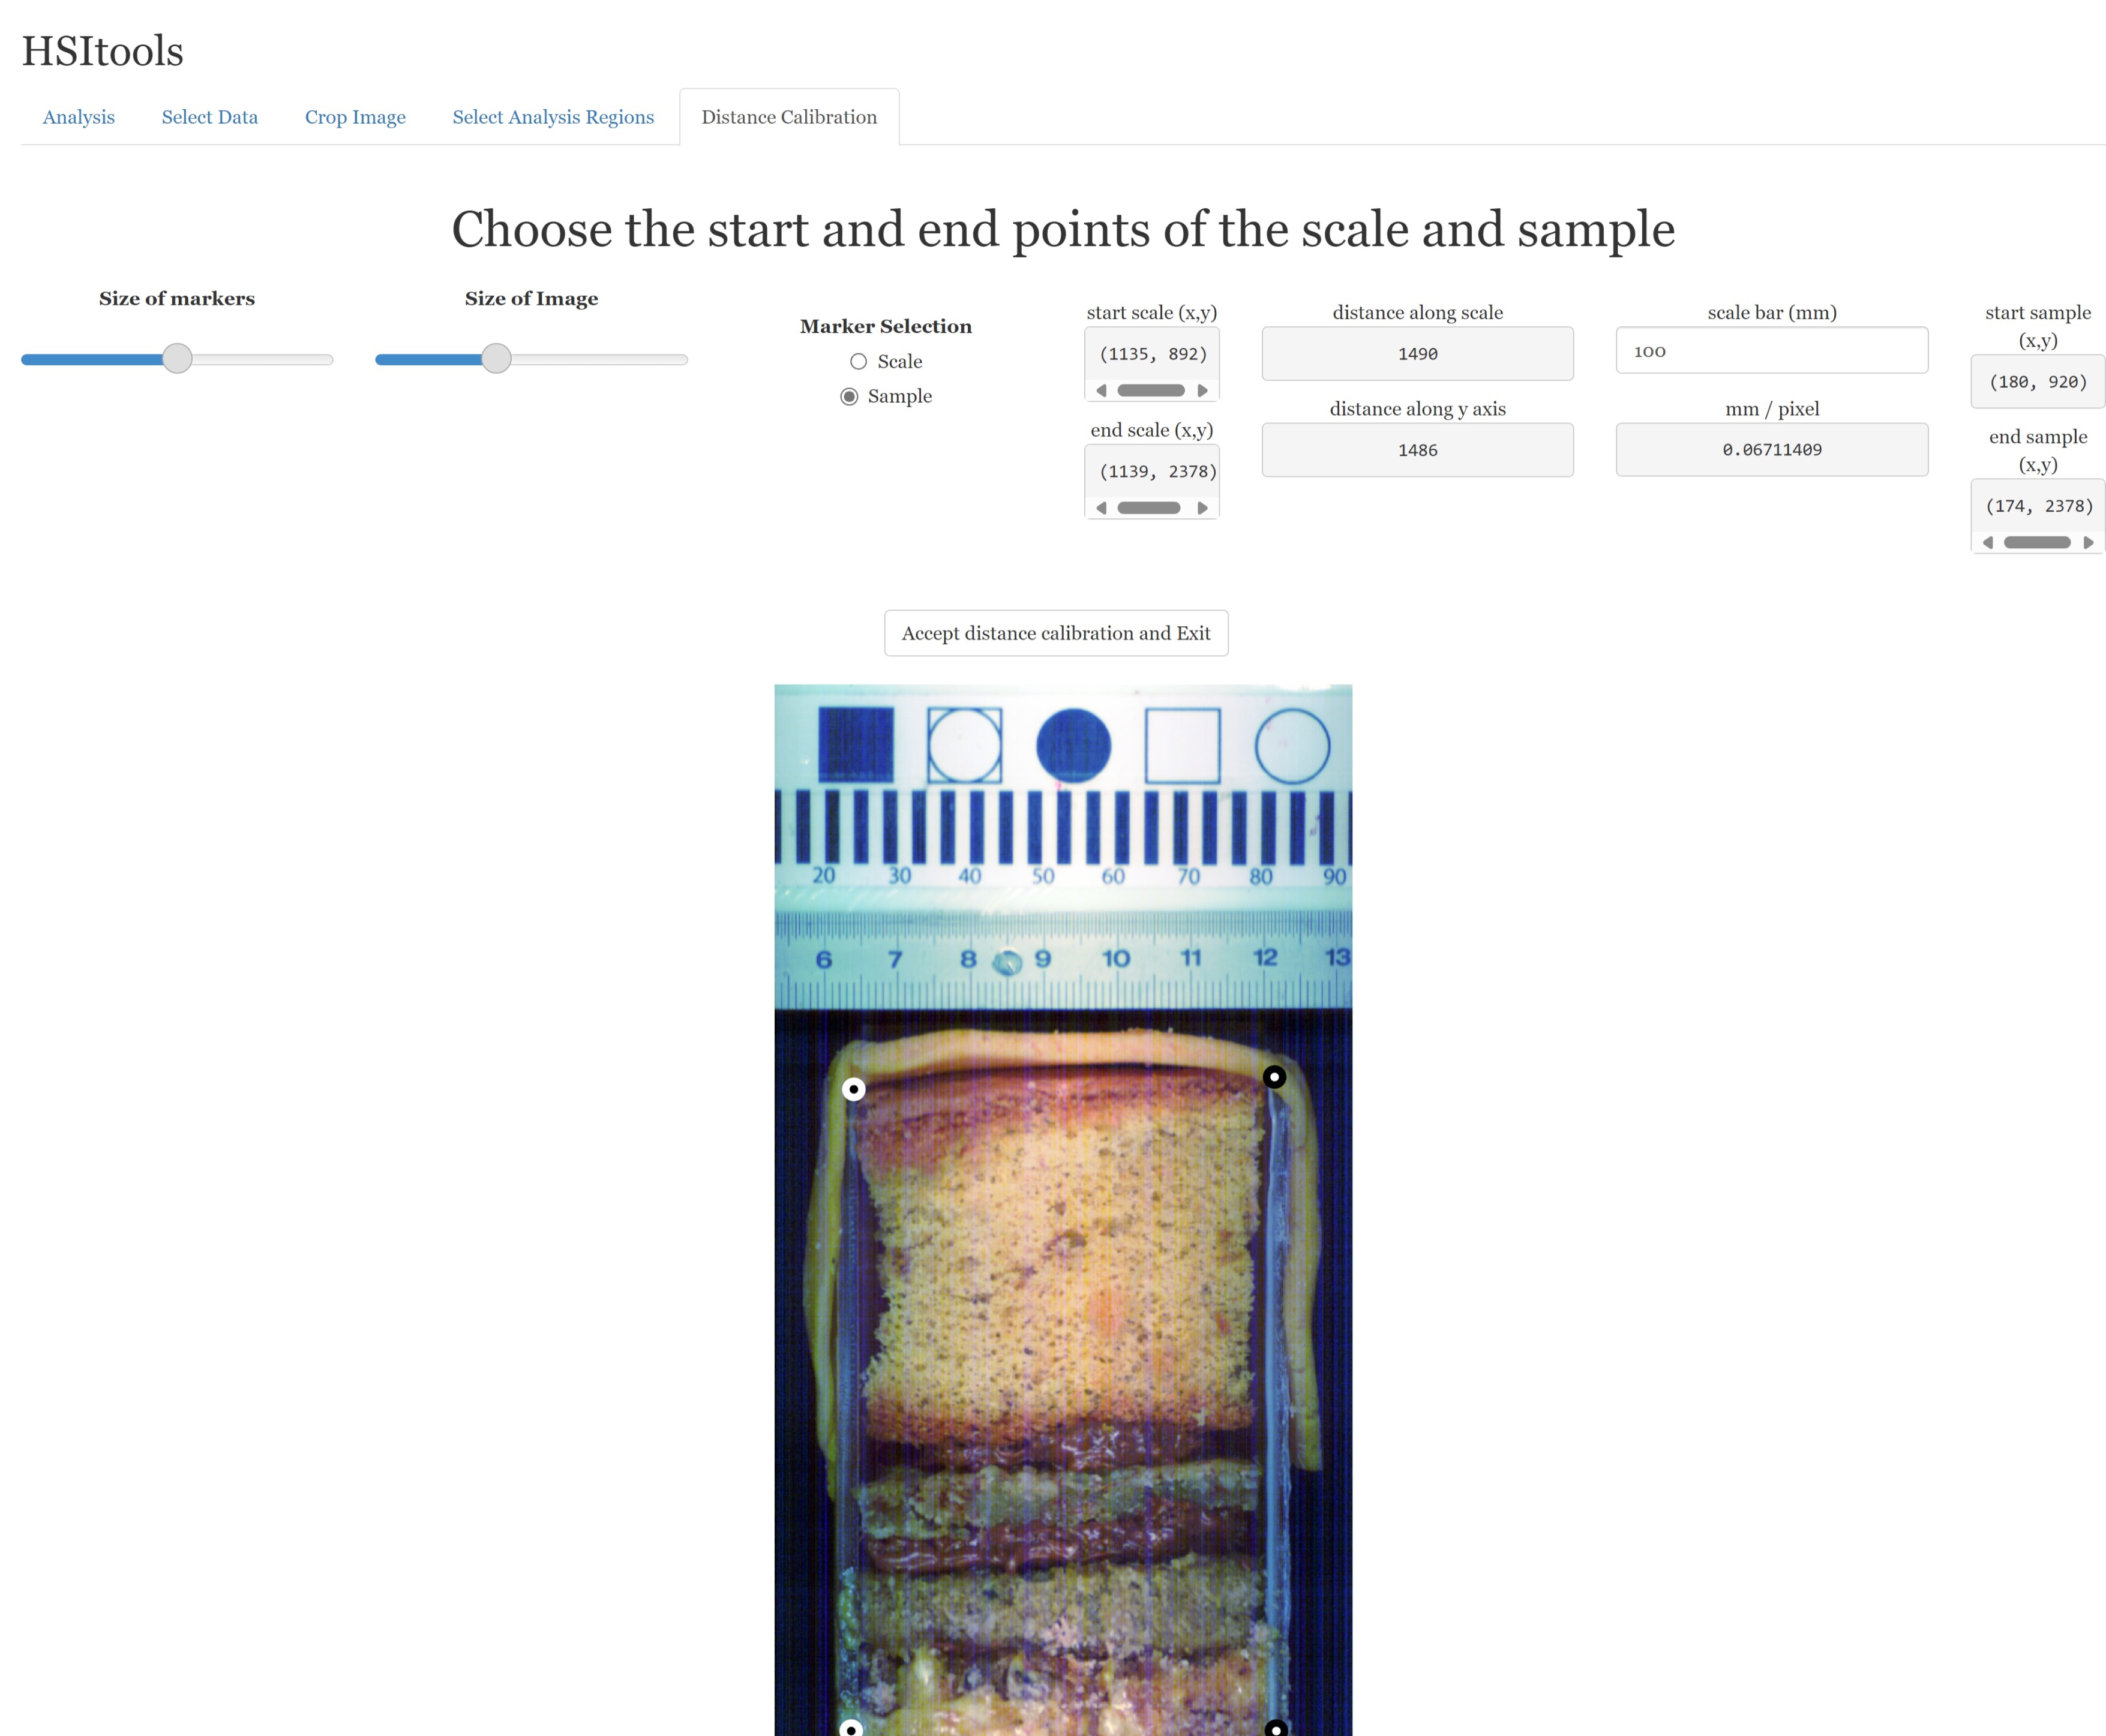 HSItools
Analysis Select Data Crop Image Select Analysis Regions Distance Calibration
Choose the start and end points of the scale and sample
Size of markers
Size of Image
Marker Selection
Scale
Sample
start scale (x,y)
(1135, 892)
end scale (x,y)
(1139, 2378)
distance along scale
1490
distance along y axis
1486
scale bar (mm)
100
mm / pixel
0.06711409
start sample
(x,y)
(180, 920)
end sample
(x,y)
(174, 2378)
Accept distance calibration and Exit
20 30 40 50 60 70 80 90
6 7 8 9 10 11 12 13